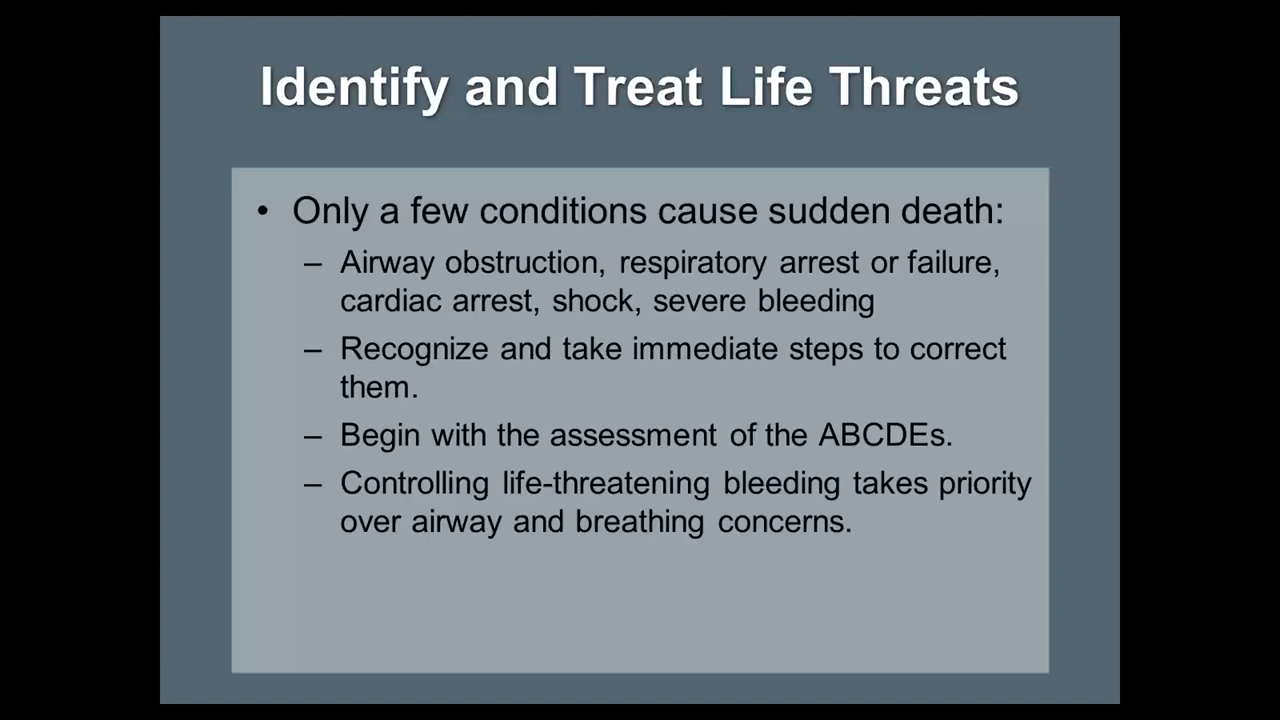 Identify and Treat Life Threats
• Only a few conditions cause sudden death:
– Airway obstruction, respiratory arrest or failure,
cardiac arrest, shock, severe bleeding
– Recognize and take immediate steps to correct
them.
– Begin with the assessment of the ABCDEs.
– Controlling life-threatening bleeding takes priority
over airway and breathing concerns.